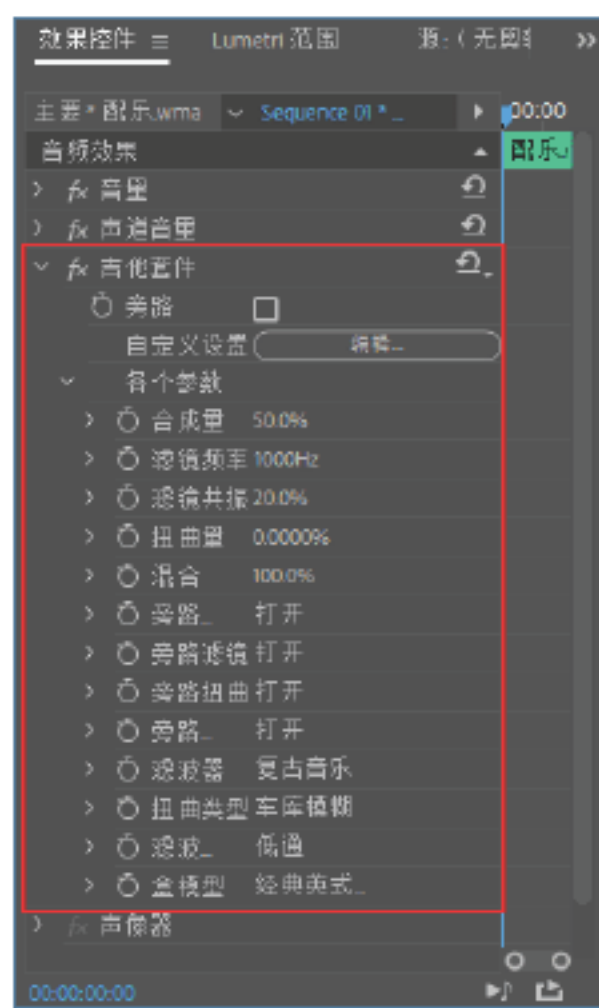 效果控件 ≡ Lumetri 范围 源:(无剪辑 »
主要*配乐.wma Sequence 01 *... 00:00
音频效果 配乐.
fx 音量
fx 声道音量
fx 吉他套件
旁路
自定义设置 编辑...
各个参数
合成量 50.0%
滤镜频率 1000Hz
滤镜共振 20.0%
扭曲量 0.0000%
混合 100.0%
旁路... 打开
旁路滤镜 打开
旁路扭曲 打开
旁路... 打开
滤波器 复古音乐
扭曲类型 车库模糊
滤波... 低通
盒模型 经典英式...
fx 声像器
00:00:00:00